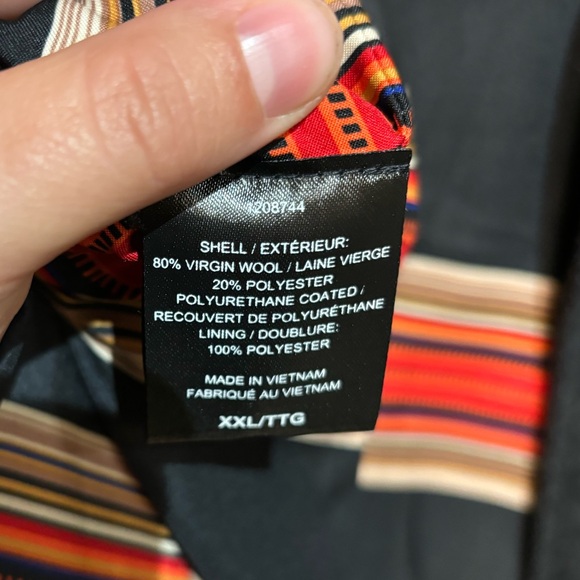 208744
SHELL / EXTÉRIEUR:
80% VIRGIN WOOL / LAINE VIERGE
20% POLYESTER
POLYURETHANE COATED /
RECOUVERT DE POLYURÉTHANE
LINING / DOUBLURE:
100% POLYESTER
MADE IN VIETNAM
FABRIQUÉ AU VIETNAM
XXL/TTG